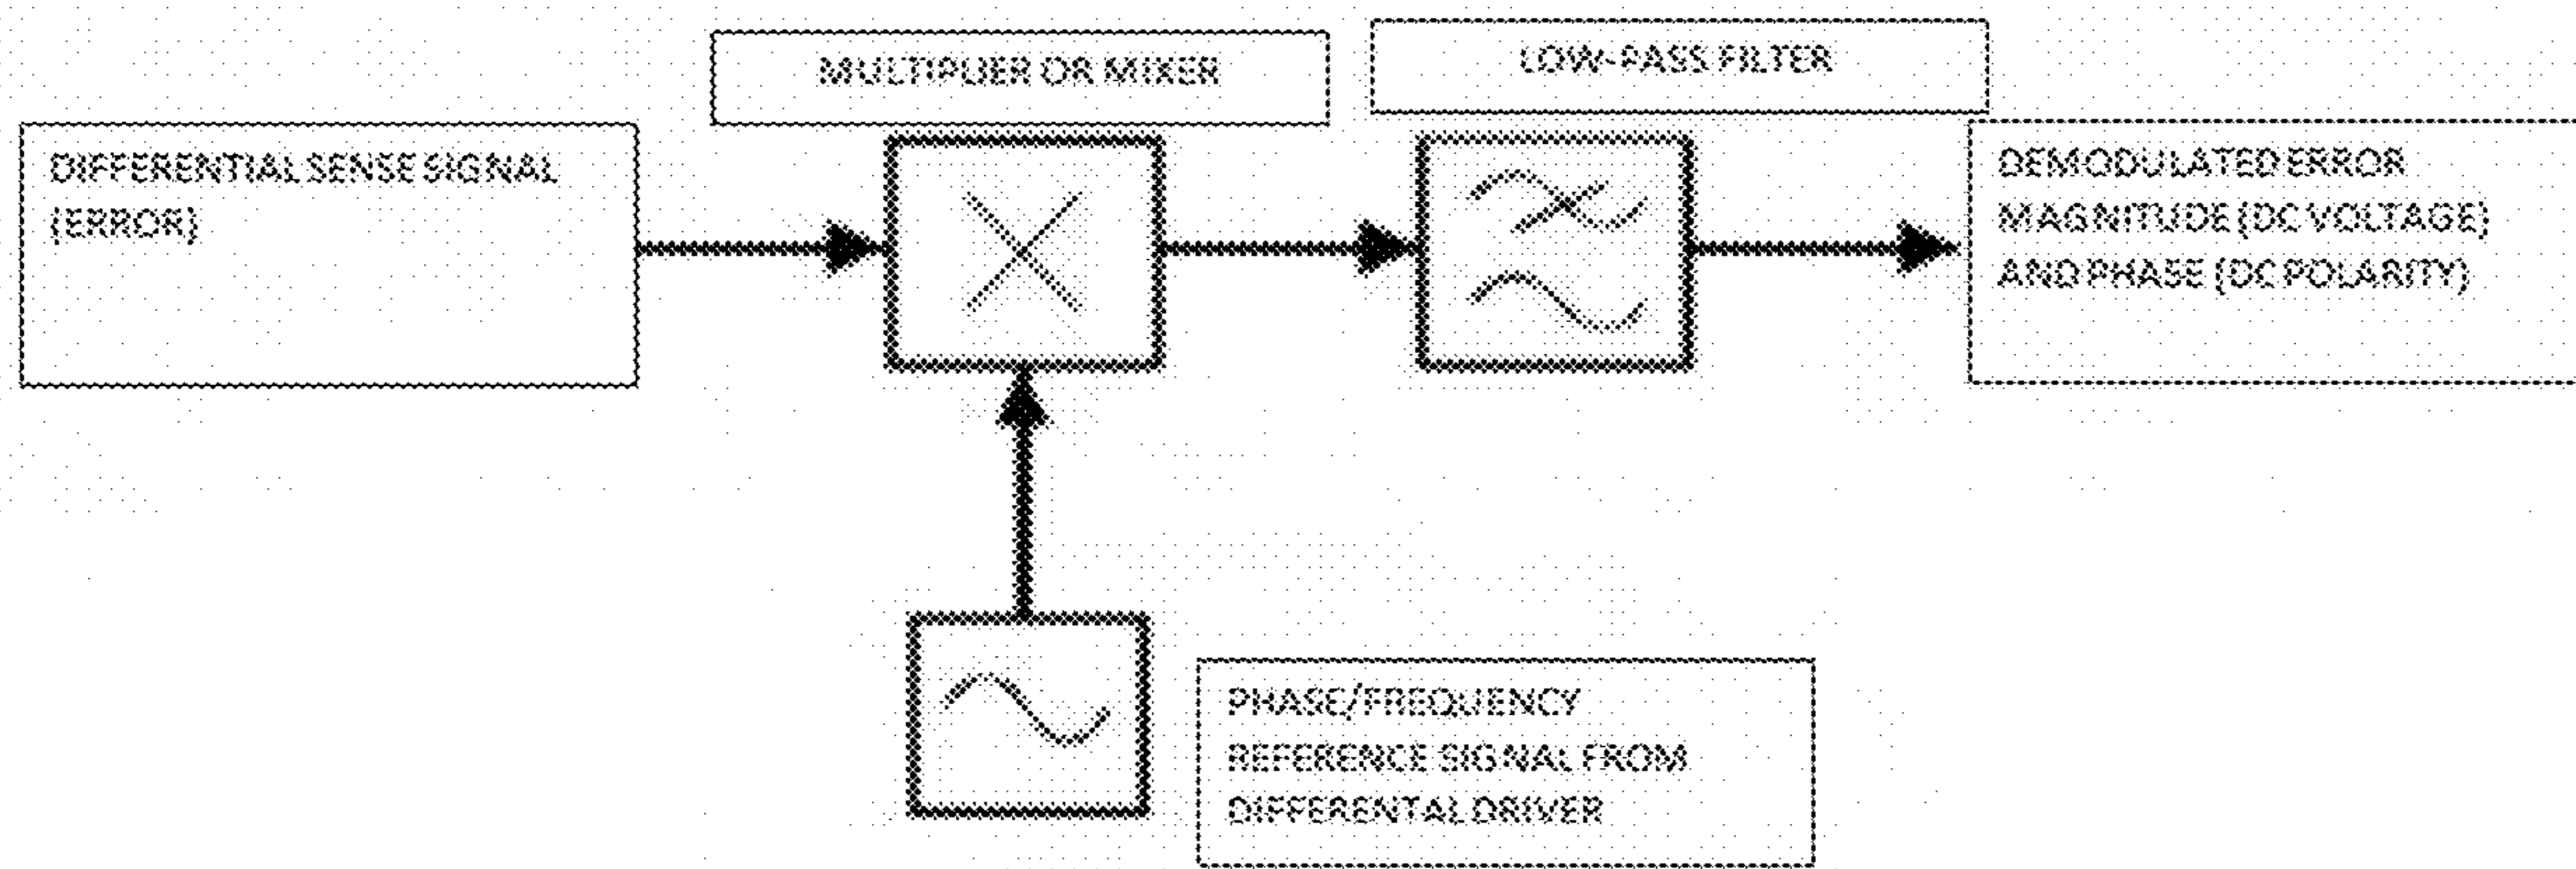 MULTIPLIER OR MIXER
LOW-PASS FILTER
DIFFERENTIAL SENSE SIGNAL
(ERROR)
DEMODULATED ERROR
MAGNITUDE (DC VOLTAGE)
AND PHASE (DC POLARITY)
PHASE/FREQUENCY
REFERENCE SIGNAL FROM
DIFFERENTAL DRIVER